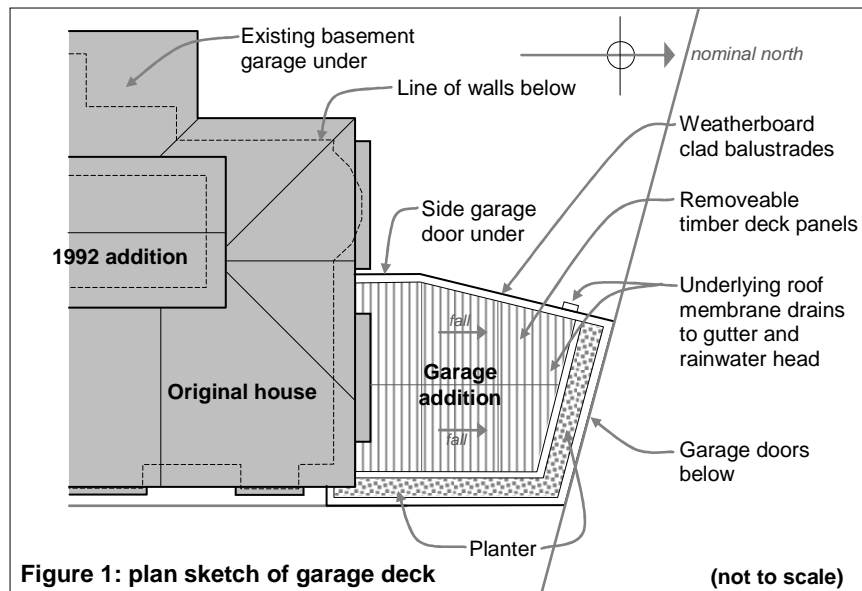 Existing basement
garage under
nominal north
Line of walls below
Weatherboard
clad balustrades
Side garage
door under
Removeable
timber deck panels
1992 addition
Underlying roof
membrane drains
to gutter and
rainwater head
fall
Garage
addition
Original house
fall
Garage doors
below
Planter
Figure 1: plan sketch of garage deck
(not to scale)